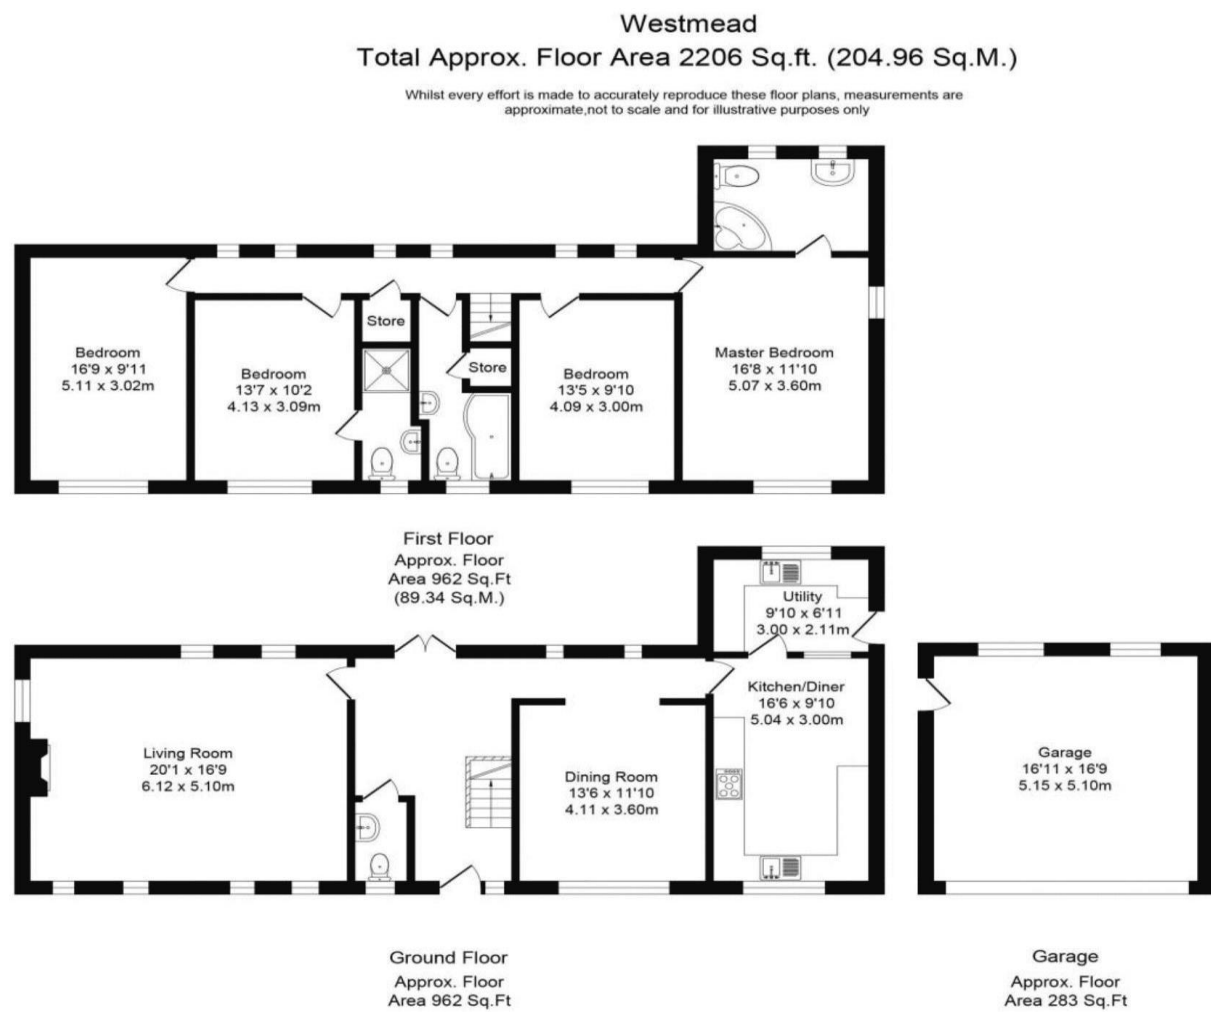 Westmead
Total Approx. Floor Area 2206 Sq.ft. (204.96 Sq.M.)
Whilst every effort is made to accurately reproduce these floor plans, measurements are
approximate,not to scale and for illustrative purposes only
Bedroom
16'9 x 9'11
5.11 x 3.02m
Bedroom
13'7 x 10'2
4.13 x 3.09m
Store
Store
Bedroom
13'5 x 9'10
4.09 x 3.00m
Master Bedroom
16'8 x 11'10
5.07 x 3.60m
First Floor
Approx. Floor
Area 962 Sq.Ft
(89.34 Sq.M.)
Utility
9'10 x 6'11
3.00 x 2.11m
Kitchen/Diner
16'6 x 9'10
5.04 x 3.00m
Living Room
20'1 x 16'9
6.12 x 5.10m
Dining Room
13'6 x 11'10
4.11 x 3.60m
Garage
16'11 x 16'9
5.15 x 5.10m
Ground Floor
Approx. Floor
Area 962 Sq.Ft
Garage
Approx. Floor
Area 283 Sq.Ft